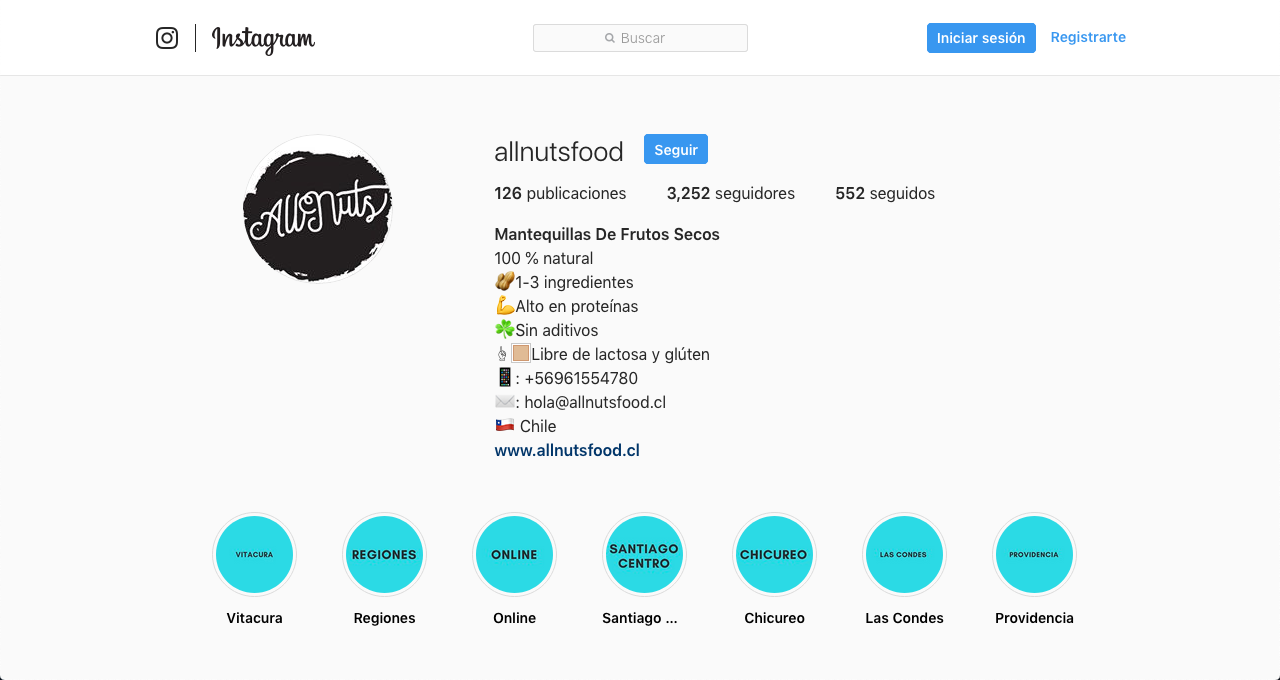 Instagram
Buscar
Iniciar sesión
Registrarte
AllNuts
allnutsfood
Seguir
126 publicaciones
3,252 seguidores
552 seguidos
Mantequillas De Frutos Secos
100 % natural
🥜1-3 ingredientes
💪Alto en proteínas
☘️Sin aditivos
☝🏼Libre de lactosa y glúten
📱: +56961554780
✉️: hola@allnutsfood.cl
🇨🇱 Chile
www.allnutsfood.cl
VITACURA
REGIONES
ONLINE
SANTIAGO
CENTRO
CHICUREO
LAS CONDES
PROVIDENCIA
Vitacura
Regiones
Online
Santiago ...
Chicureo
Las Condes
Providencia